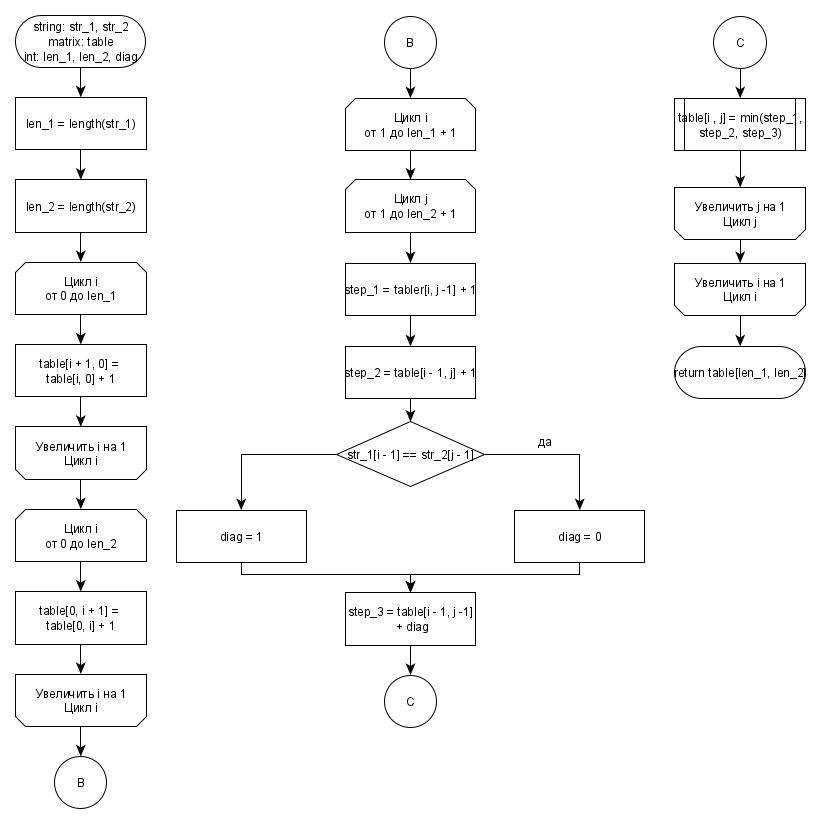 string: str_1, str_2
matrix: table
int: len_1, len_2, diag
len_1 = length(str_1)
len_2 = length(str_2)
Цикл i
от 0 до len_1
table[i + 1, 0] =
table[i, 0] + 1
Увеличить i на 1
Цикл i
Цикл i
от 0 до len_2
table[0, i + 1] =
table[0, i] + 1
Увеличить i на 1
Цикл i
B
B
Цикл i
от 1 до len_1 + 1
Цикл j
от 1 до len_2 + 1
step_1 = tabler[i, j -1] + 1
step_2 = table[i - 1, j] + 1
str_1[i - 1] == str_2[j - 1]
да
diag = 1
diag = 0
step_3 = table[i - 1, j -1]
+ diag
C
C
table[i , j] = min(step_1,
step_2, step_3)
Увеличить j на 1
Цикл j
Увеличить i на 1
Цикл i
return table[len_1, len_2]